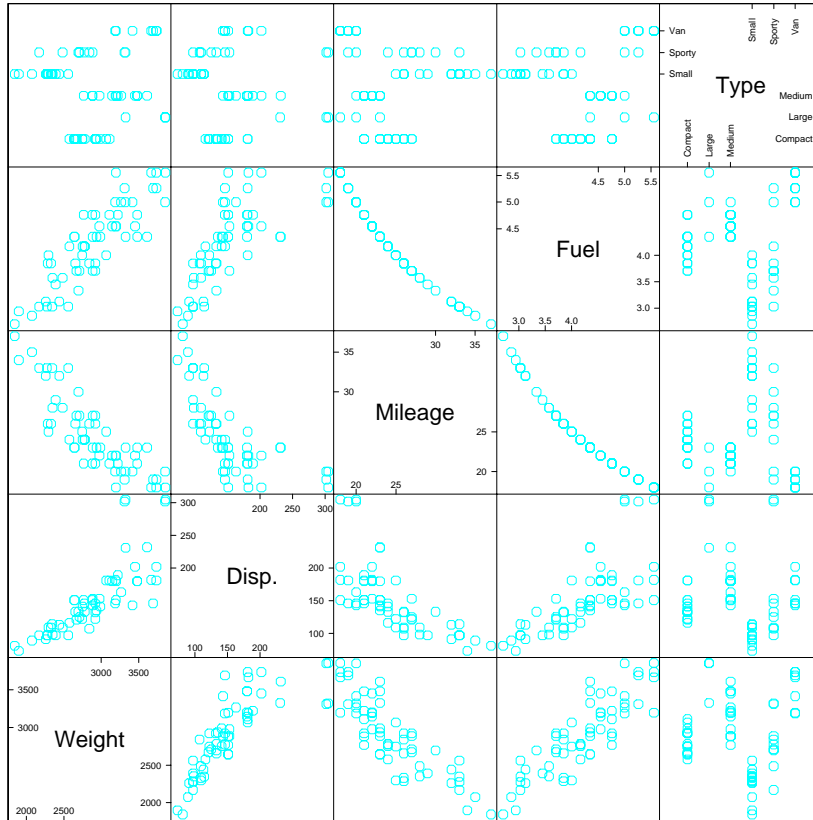 Small
Sporty
Van
Van
Sporty
Small
Type
Medium
Large
Compact
Compact
Large
Medium
5.5
5.0
4.5
4.5 5.0 5.5
Fuel
4.0
3.5
3.0
3.0 3.5 4.0
30 35
35
30
Mileage
25
20
20 25
200 250 300
300
250
200
Disp.
200
150
100
100 150 200
3000 3500
3500
3000
Weight
2500
2000
2000 2500